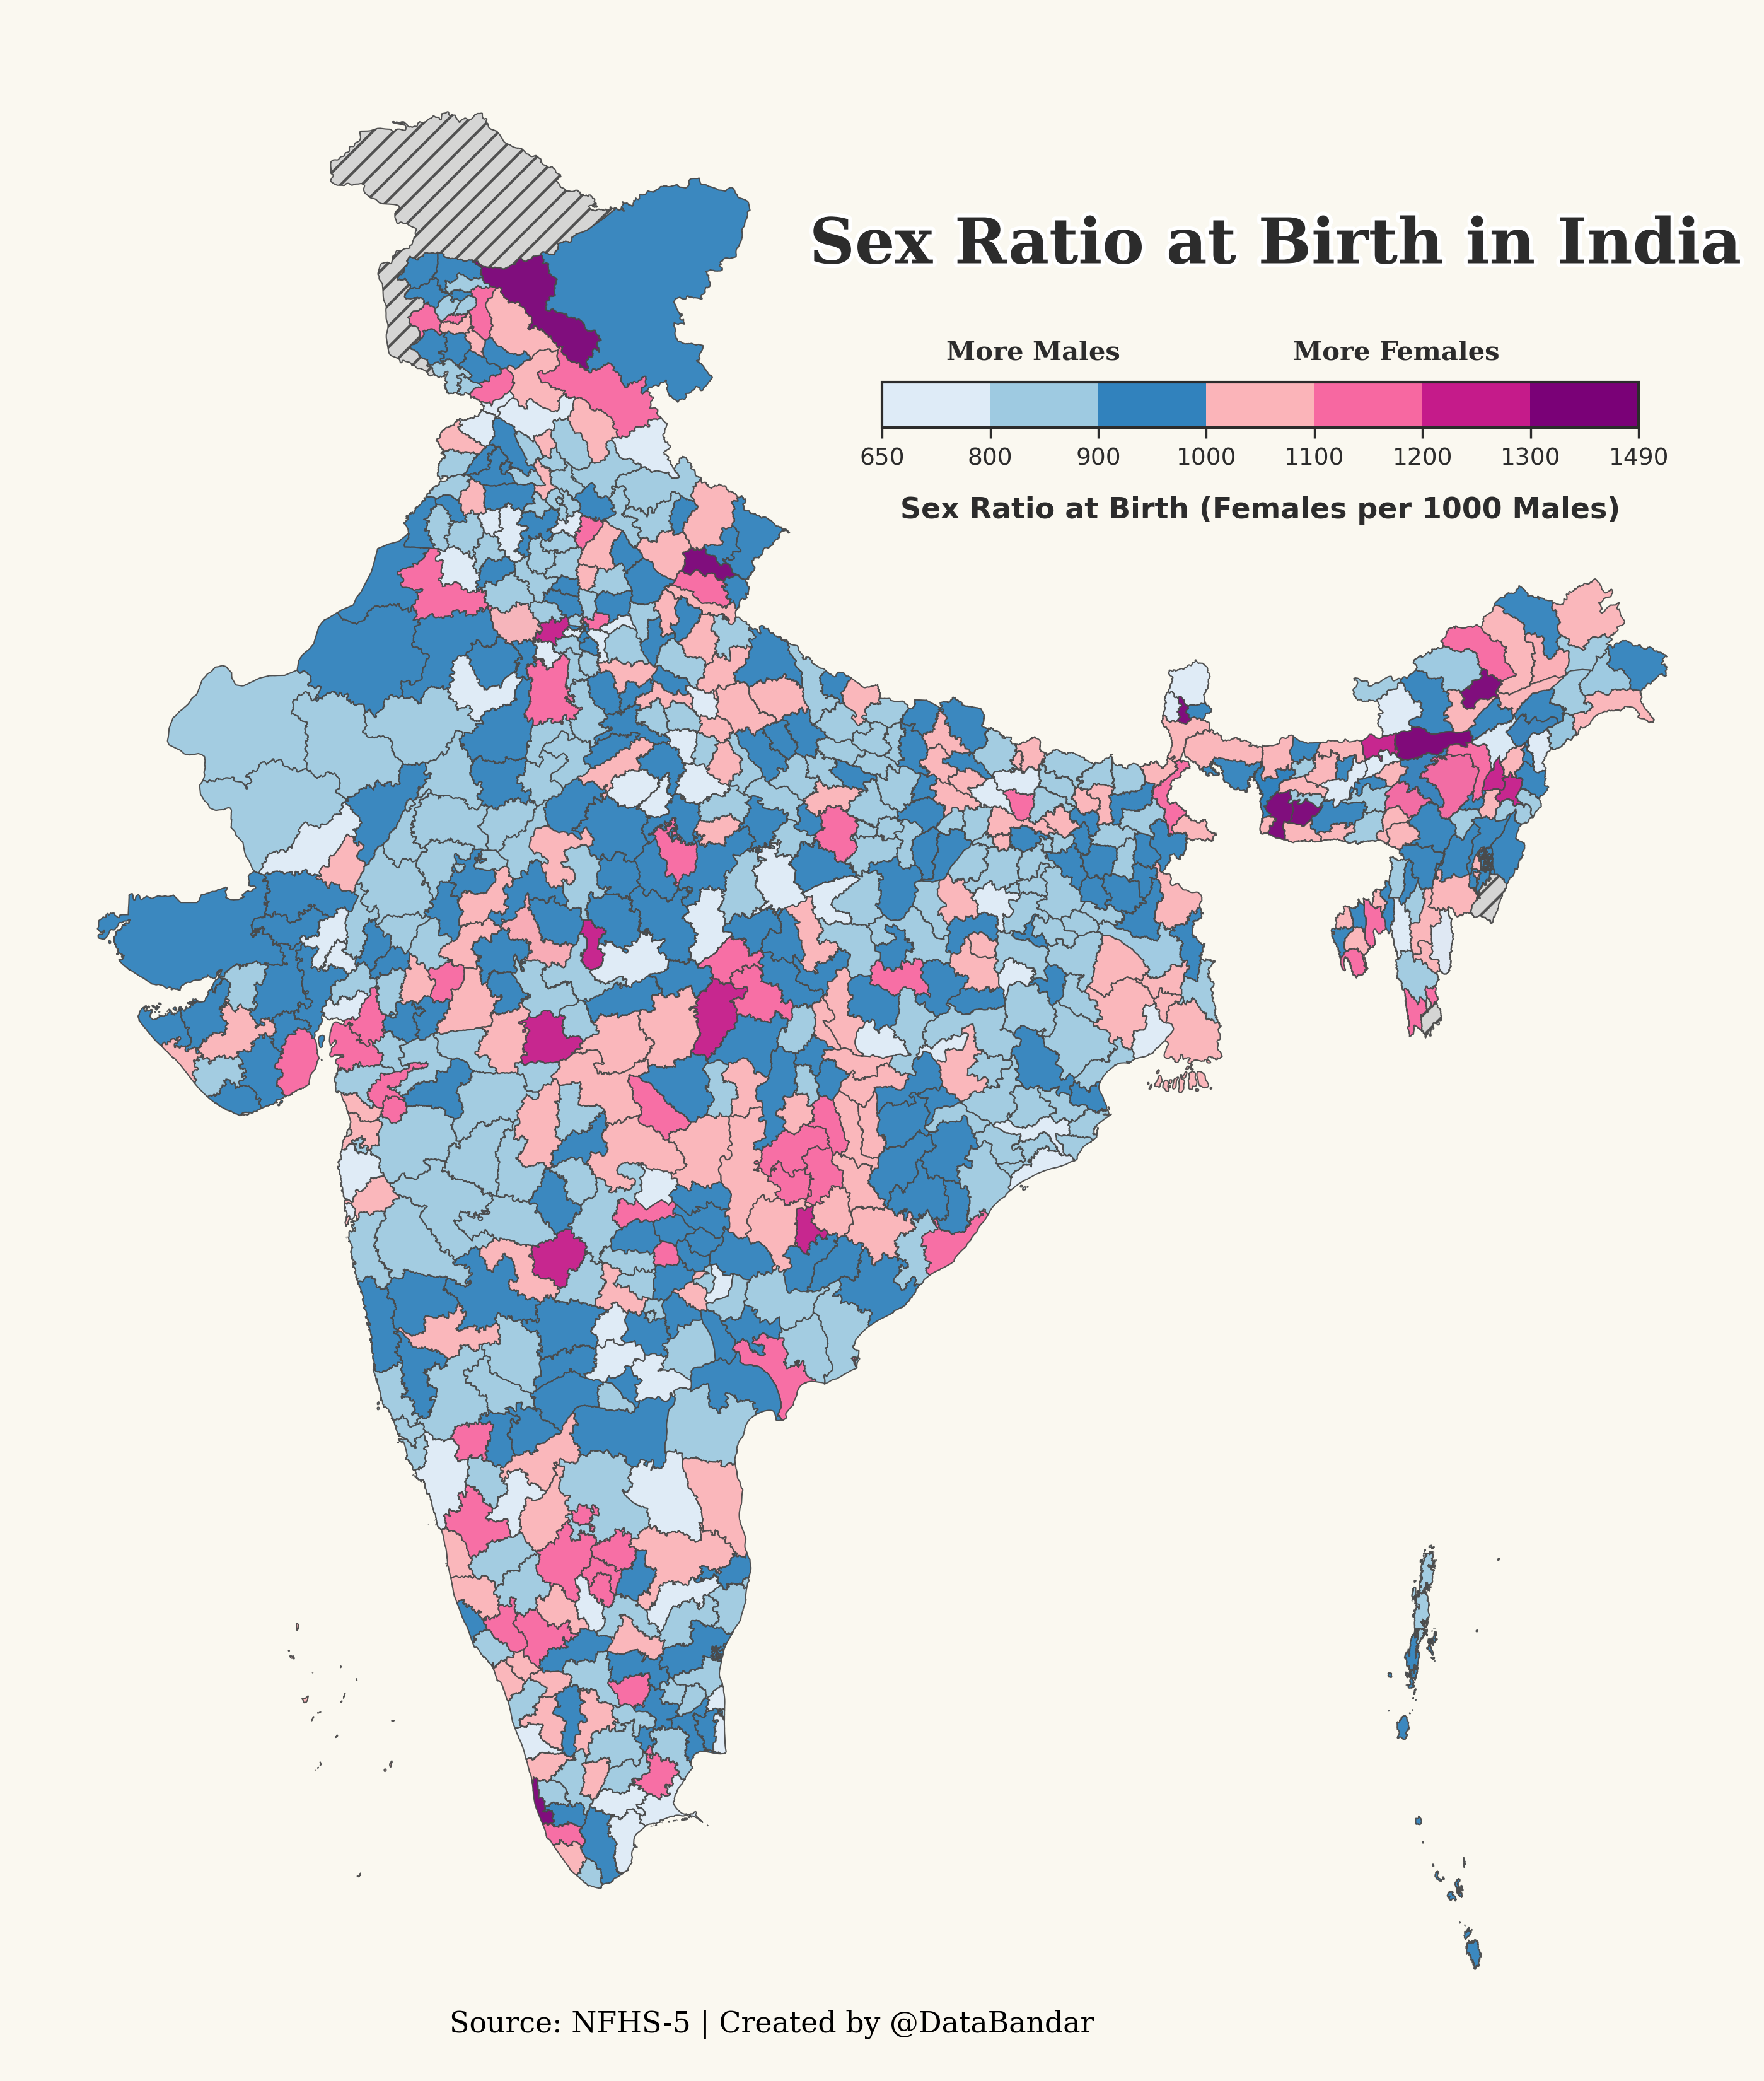 Sex Ratio at Birth in India
More Males More Females
650 800 900 1000 1100 1200 1300 1490
Sex Ratio at Birth (Females per 1000 Males)
Source: NFHS-5 | Created by @DataBandar